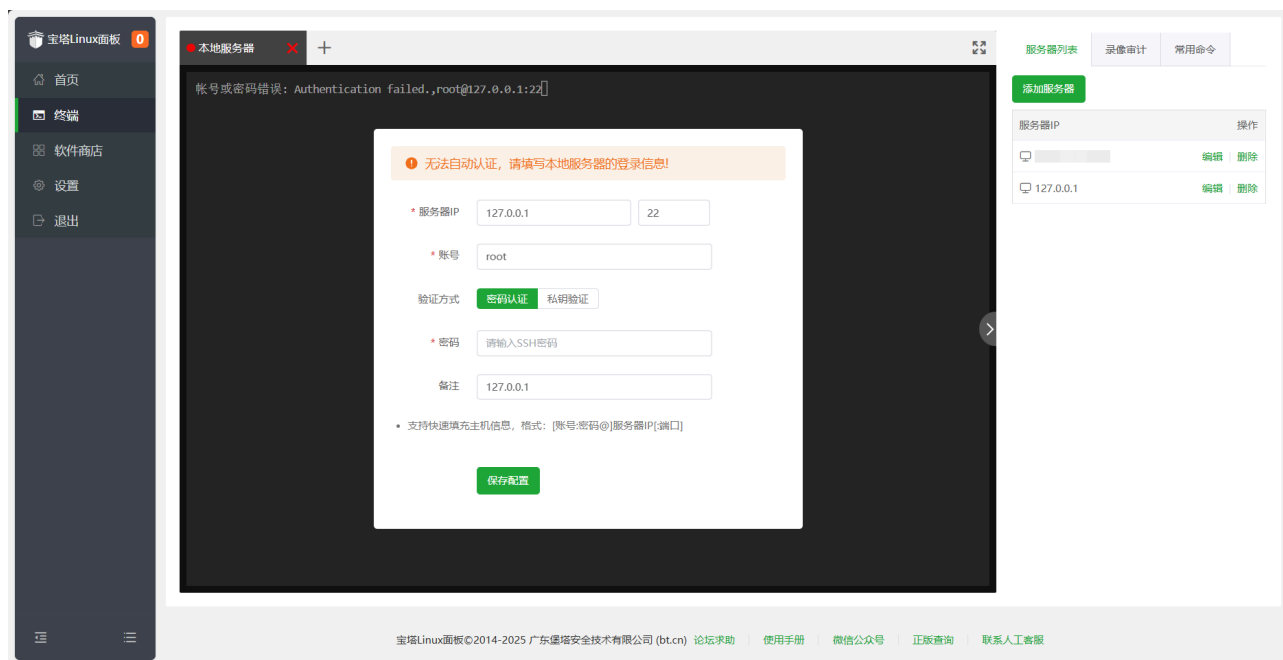 宝塔Linux面板 0
首页
终端
软件商店
设置
退出
本地服务器
帐号或密码错误: Authentication failed.,root@127.0.0.1:22
无法自动认证，请填写本地服务器的登录信息!
* 服务器IP 127.0.0.1 22
* 账号 root
验证方式 密码认证 私钥验证
* 密码 请输入SSH密码
备注 127.0.0.1
• 支持快速填充主机信息，格式：[账号:密码@]服务器IP[:端口]
保存配置
服务器列表 录像审计 常用命令
添加服务器
服务器IP 操作
编辑 | 删除
127.0.0.1 编辑 | 删除
宝塔Linux面板©2014-2025 广东堡塔安全技术有限公司 (bt.cn) 论坛求助 | 使用手册 | 微信公众号 | 正版查询 | 联系人工客服